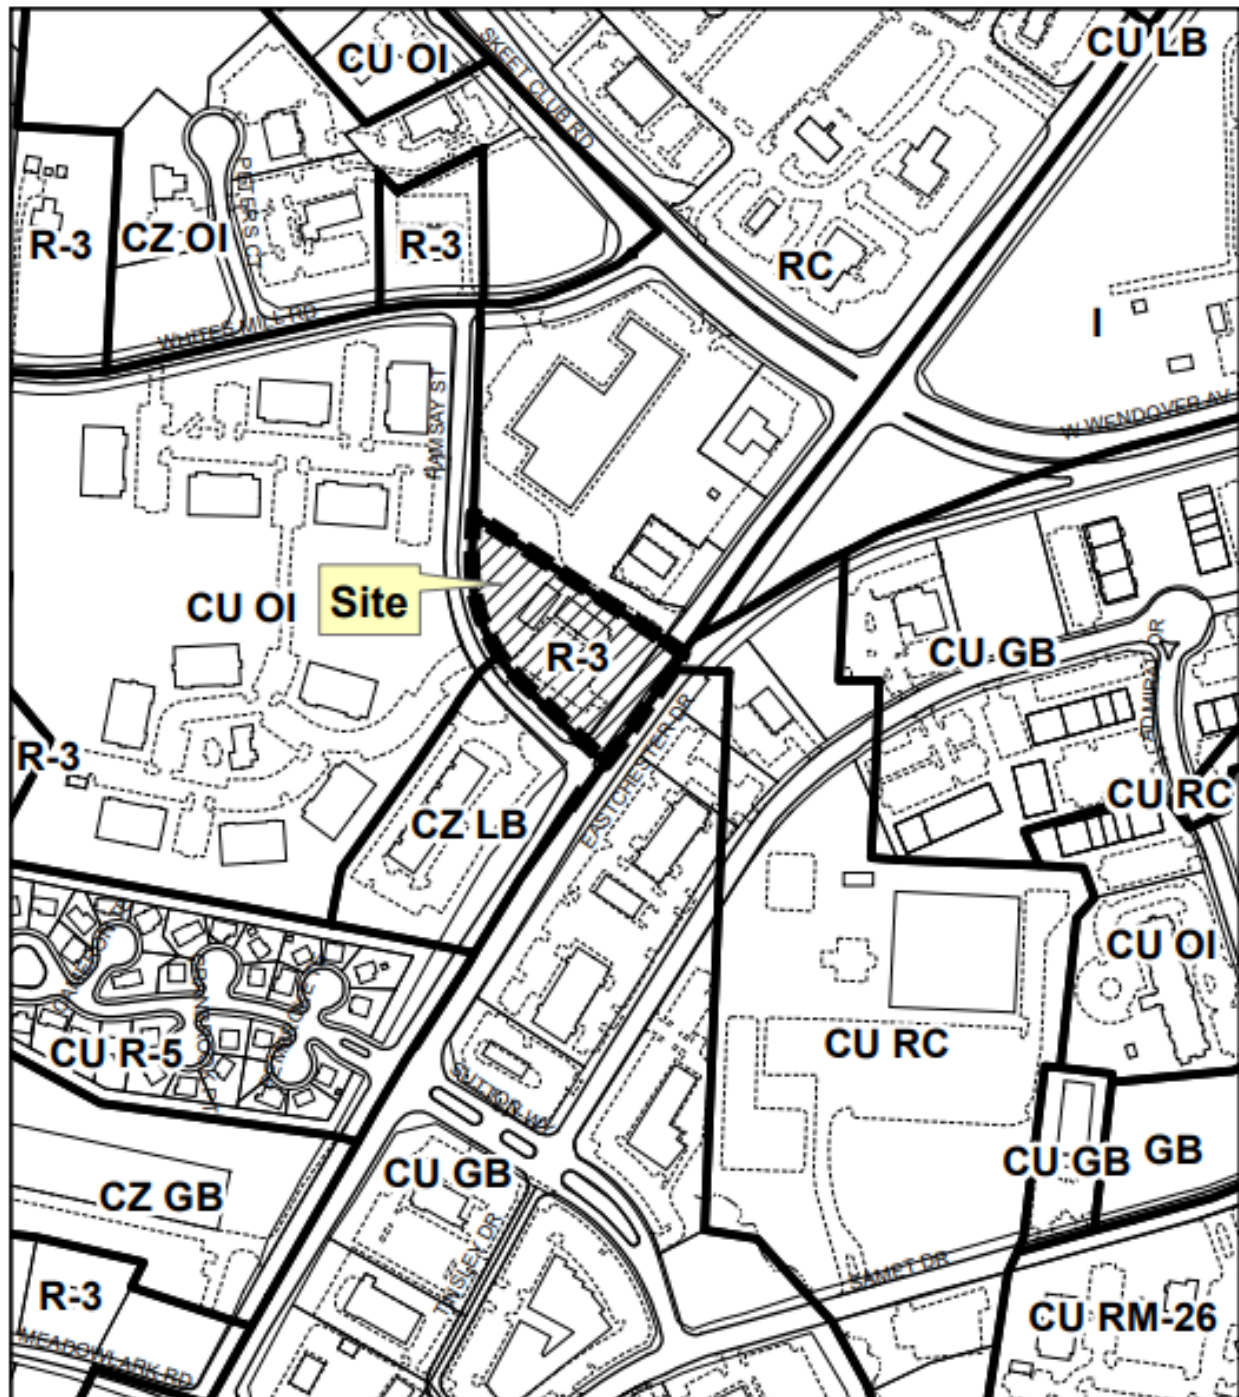 CU OI
CU LB
SKEET CLUB RD
R-3
CZ OI
PETERS CT
R-3
RC
I
WHITES MILL RD
RAMSAY ST
W WENDOVER AV
Site
CU OI
R-3
CU GB
ADMIRAL DR
EASTCHESTER DR
R-3
CZ LB
CU RC
CU OI
CU R-5
CU RC
SUTTON WY
CU GB
CU GB
GB
CZ GB
TINSLEY DR
SAMET DR
R-3
CU RM-26
MEADOWLARK RD